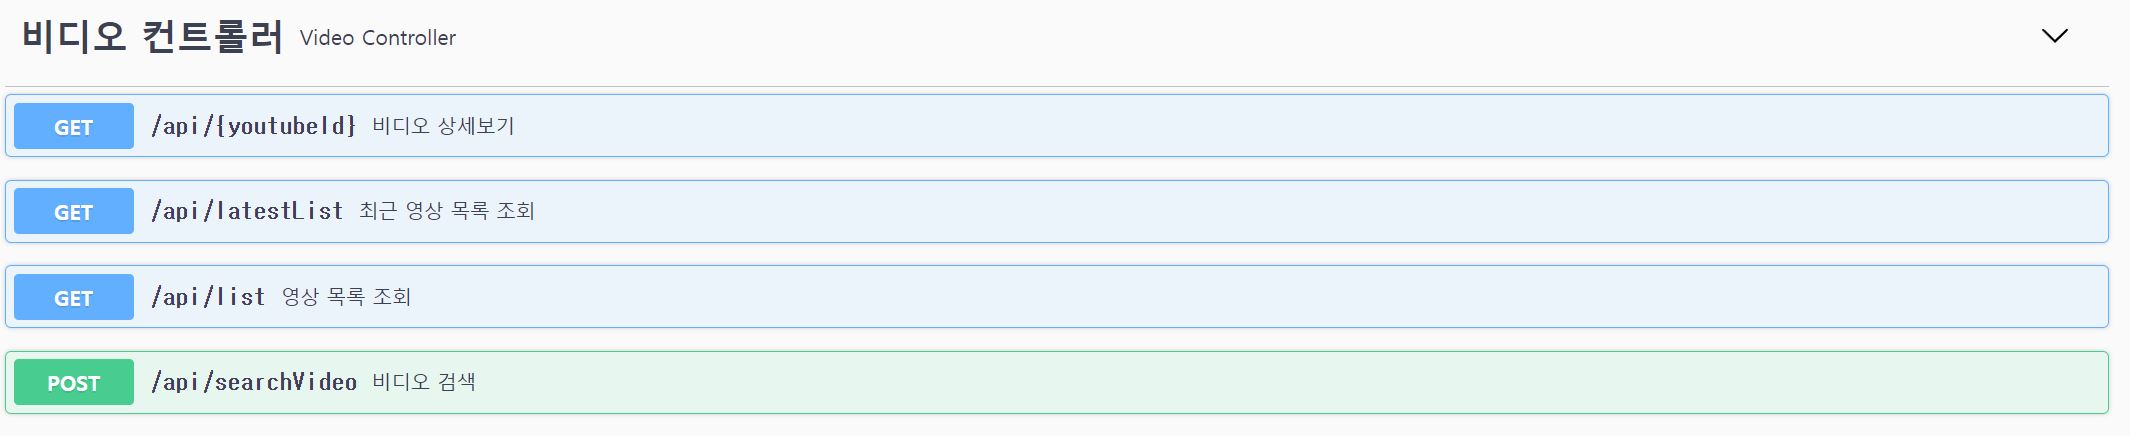 비디오 컨트롤러 Video Controller
GET /api/{youtubeId} 비디오 상세보기
GET /api/latestList 최근 영상 목록 조회
GET /api/list 영상 목록 조회
POST /api/searchVideo 비디오 검색